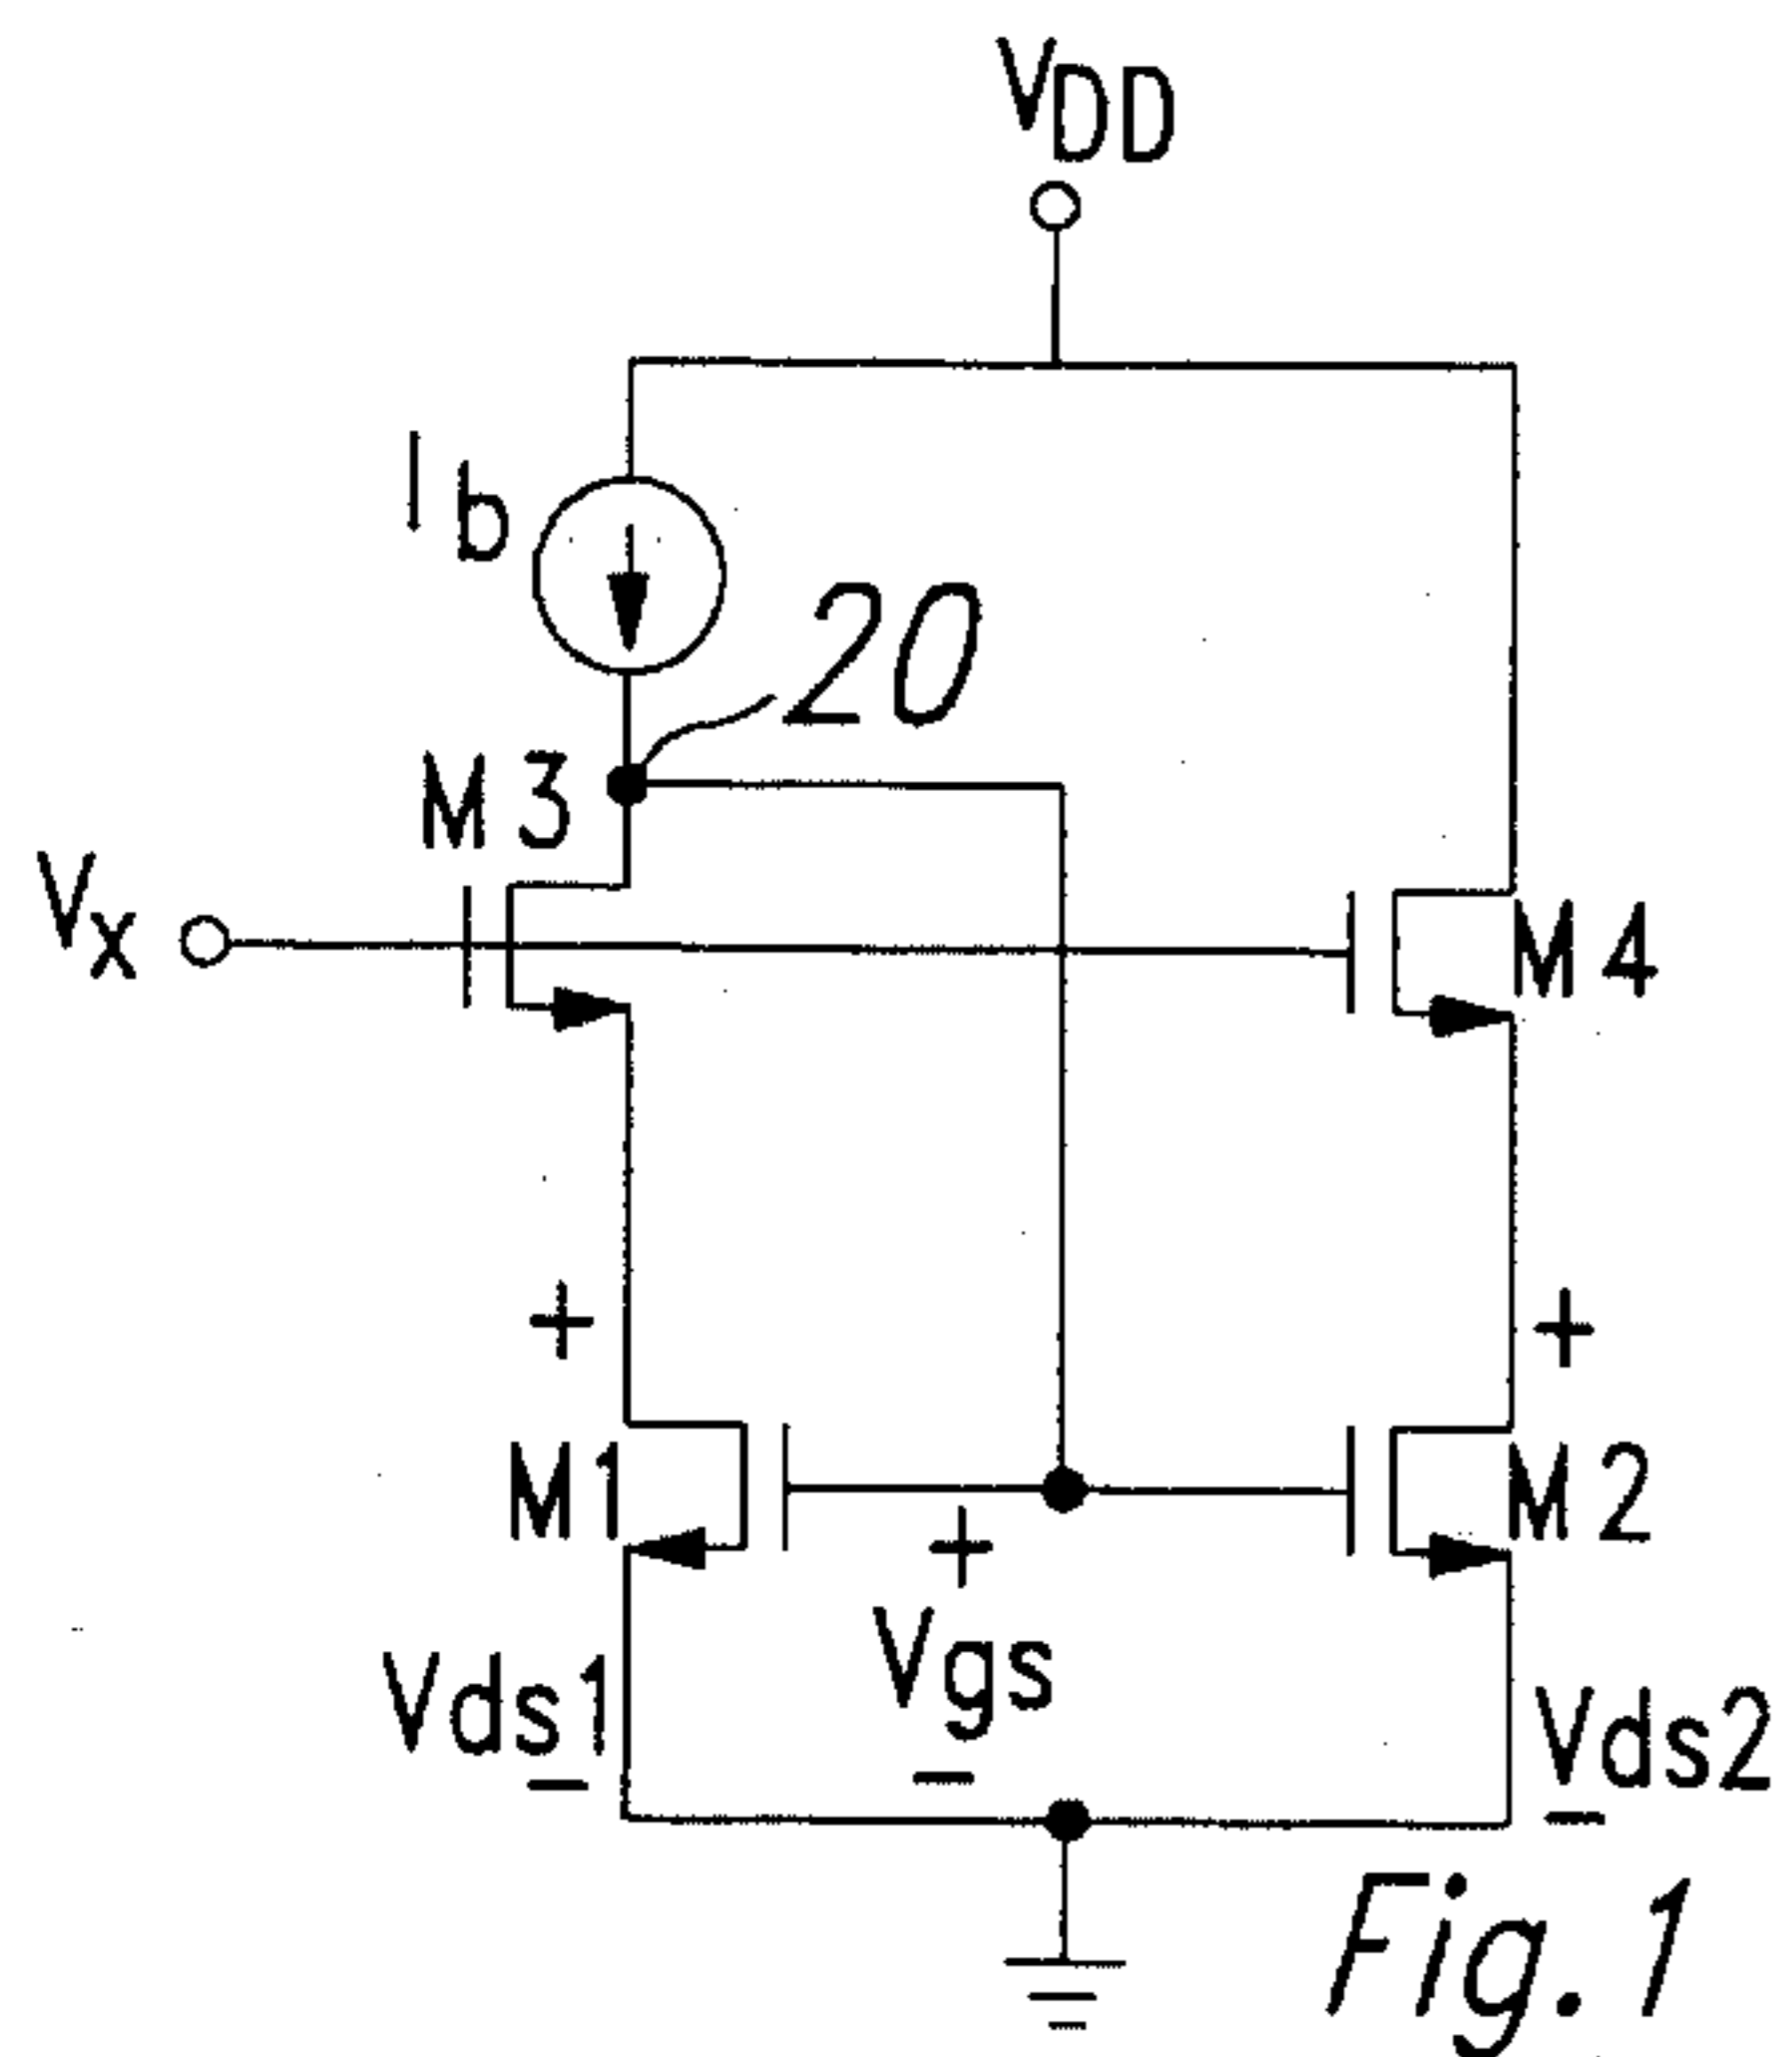 VDD
Ib
20
M3
Vx
M4
+
+
M1
M2
+
Vgs
Vds1
Vds2
-
-
-
Fig. 1